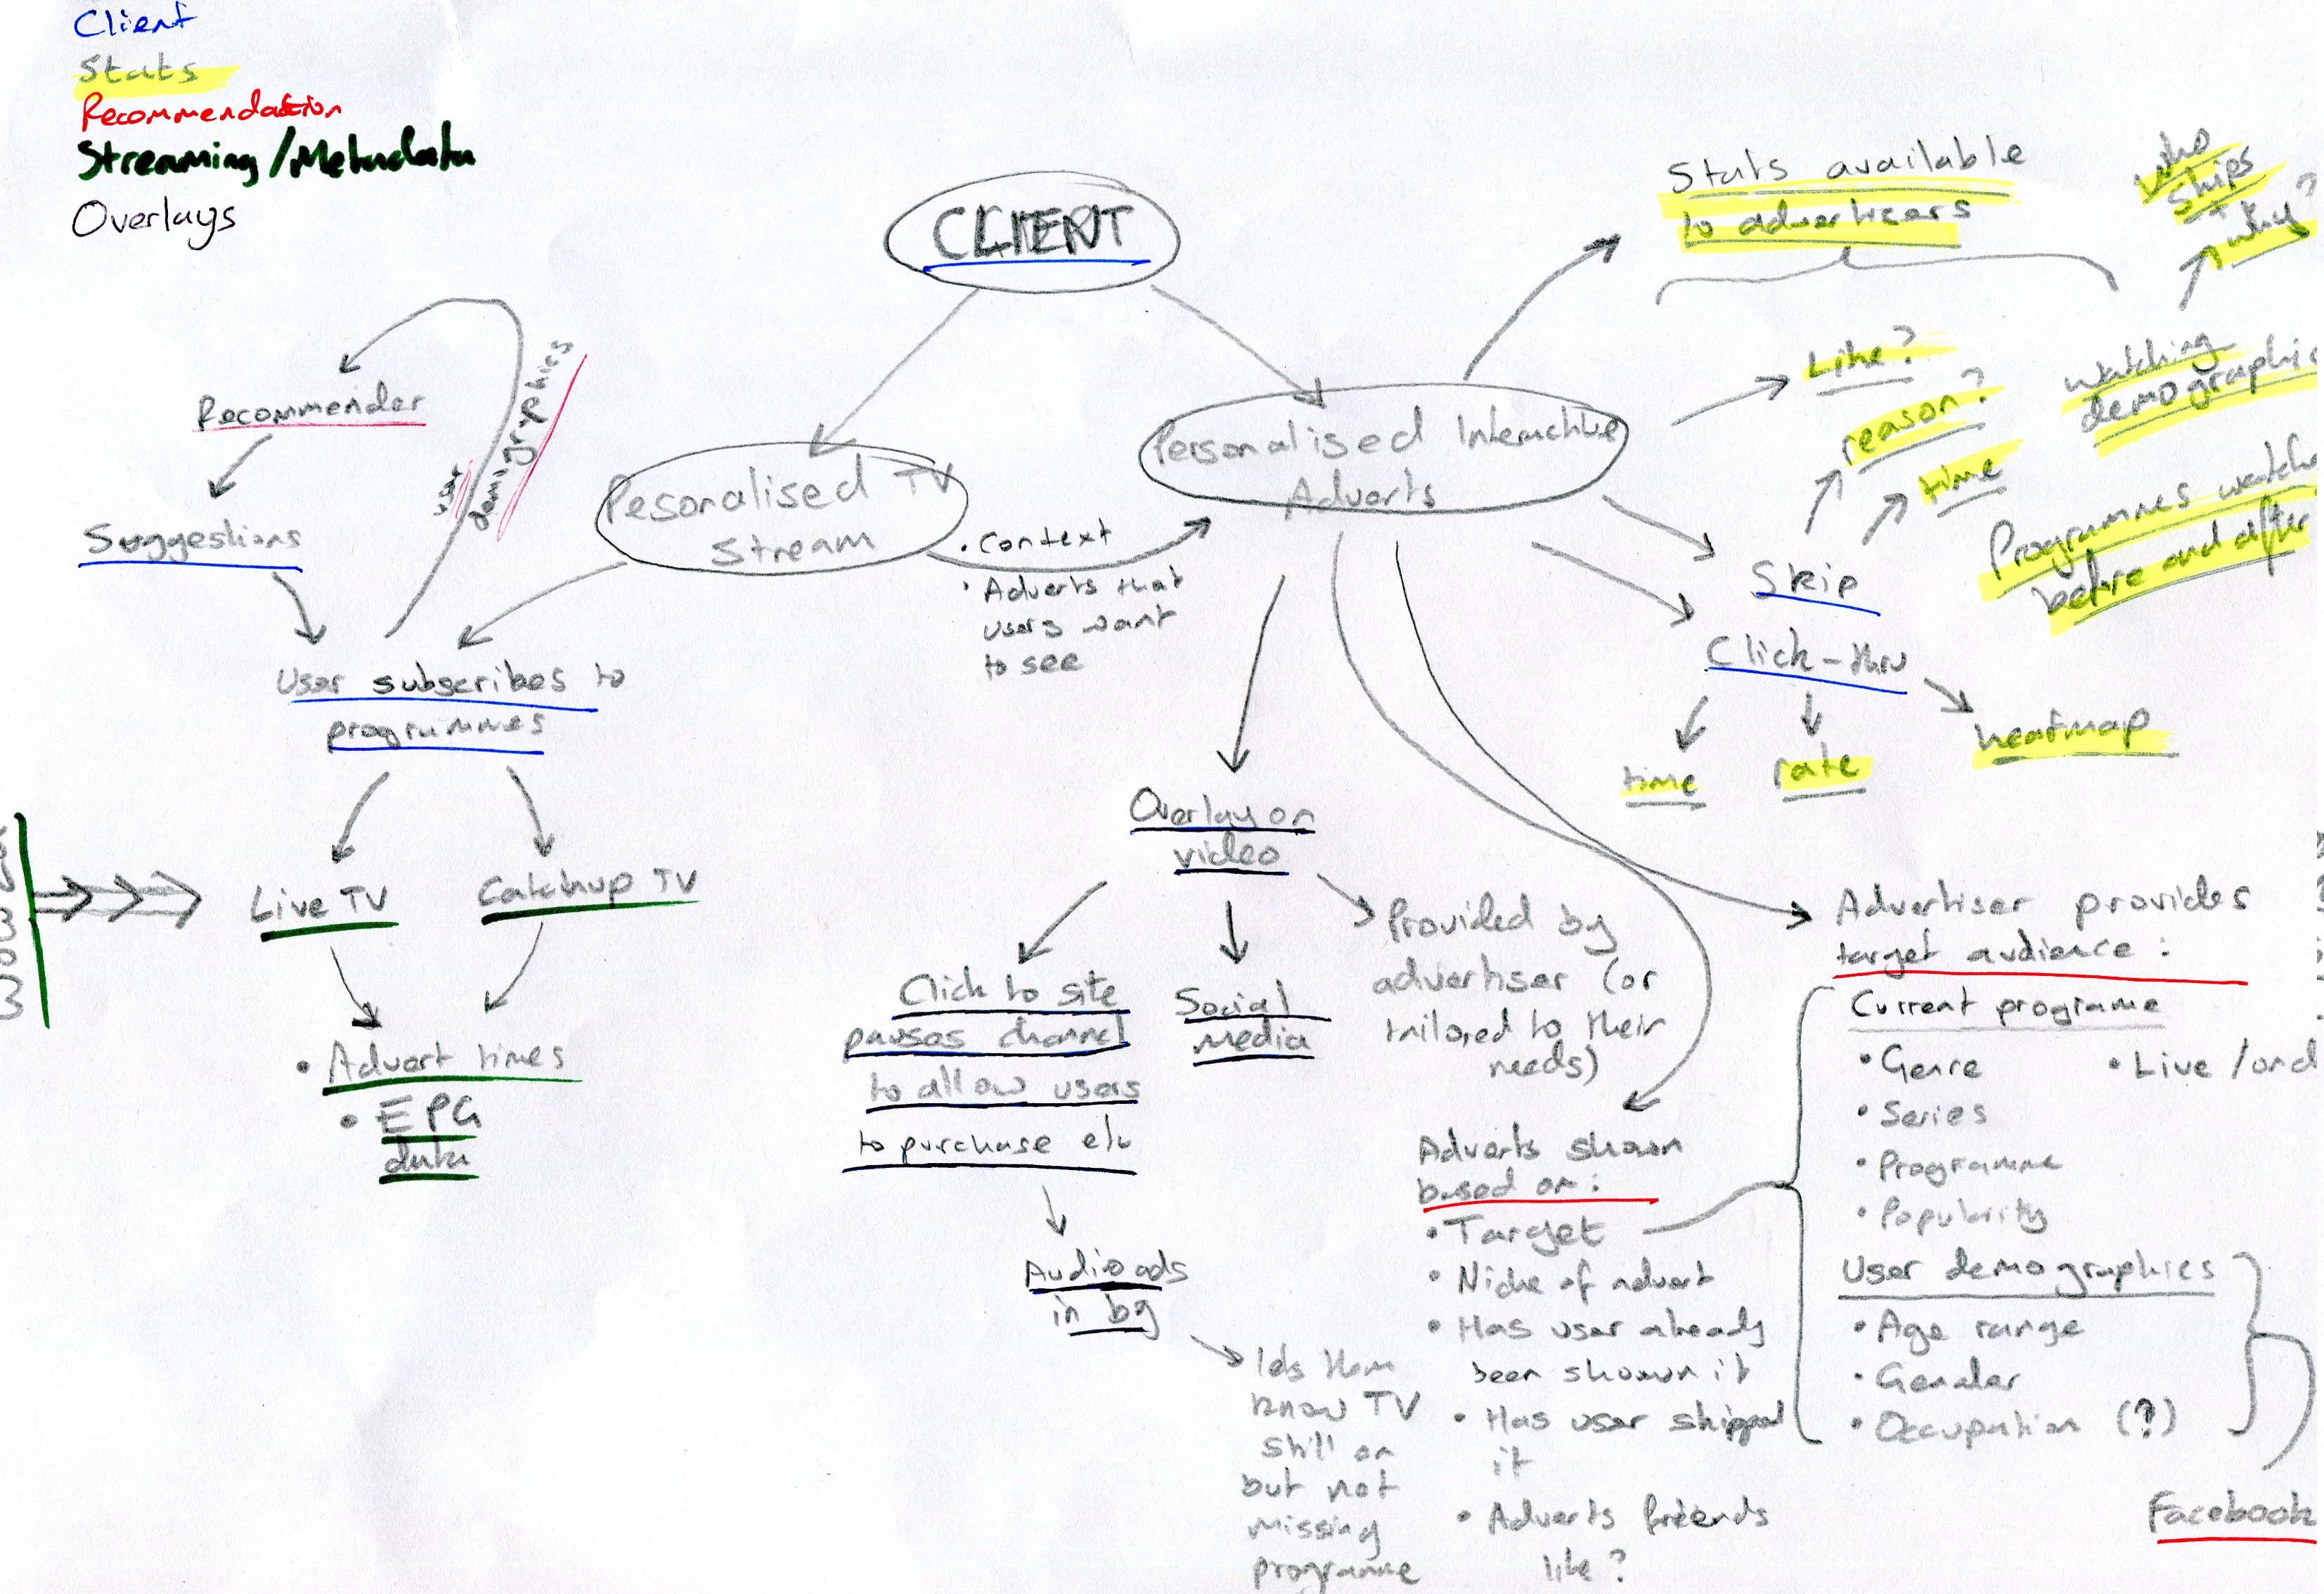 Client
Stats
Recommendation
Streaming/Metadata
Overlays
CLIENT
Stats available
to advertisers
Who
skips
+ why?
Recommender
Suggestions
user
demographics
Pesonalised TV
Stream
• Context
• Adverts that
users want
to see
Personalised Interactive
Adverts
Like?
reason?
time
Skip
Click-thru
time
rate
heatmap
watching
demographic
Programmes watch
before and after
User subscribes to
programmes
Live TV
Catchup TV
• Advert times
• EPG
data
Overlay on
video
Click to site
pauses channel
to allow users
to purchase etc
Social
Media
Provided by
advertiser (or
tailored to their
needs)
Audio ads
in bg
lets them
know TV
still on
but not
missing
programme
Adverts shown
based on:
• Target
• Niche of advert
• Has user already
been shown it
• Has user skipped
it
• Adverts friends
like?
Advertiser provides
target audience:
Current programe
• Genre
• Live /ond
• Series
• Programme
• Popularity
User demographics
• Age range
• Gender
• Occupation (?)
Facebook